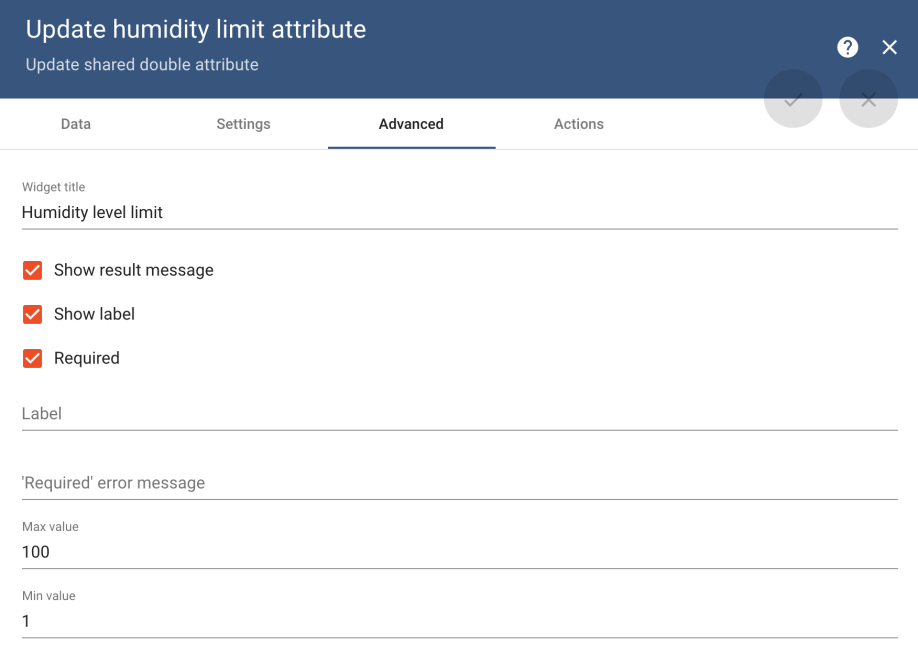 Update humidity limit attribute
Update shared double attribute
?
Data
Settings
Advanced
Actions
Widget title
Humidity level limit
Show result message
Show label
Required
Label
'Required' error message
Max value
100
Min value
1